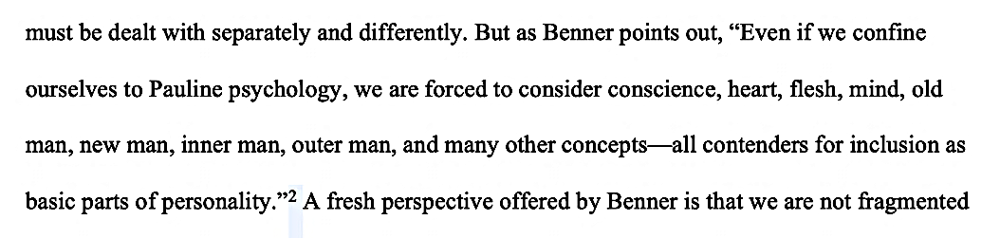 must be dealt with separately and differently. But as Benner points out, “Even if we confine
ourselves to Pauline psychology, we are forced to consider conscience, heart, flesh, mind, old
man, new man, inner man, outer man, and many other concepts—all contenders for inclusion as
basic parts of personality.”² A fresh perspective offered by Benner is that we are not fragmented